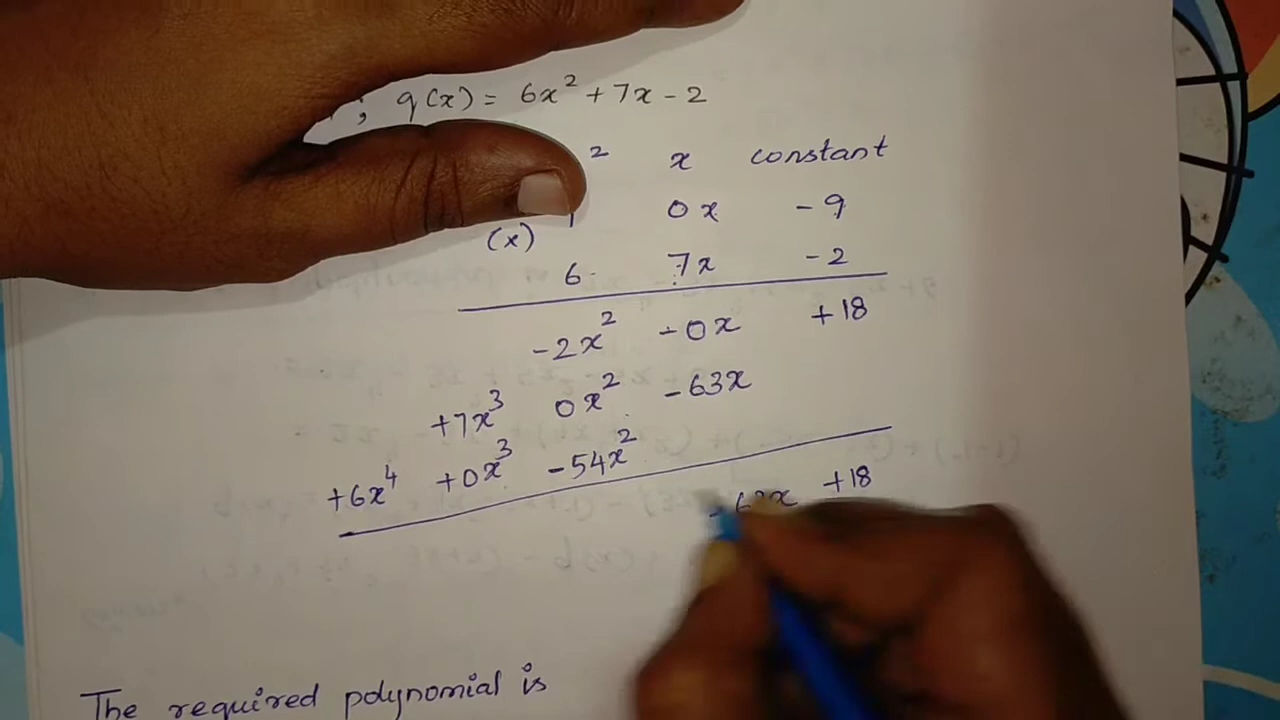 ; q(x) = 6x² + 7x - 2
² x constant
0x - 9
(x)
6 7x - 2
-2x² -0x +18
+7x³ 0x² -63x
+6x⁴ +0x³ -54x²
- 63x +18
The required polynomial is